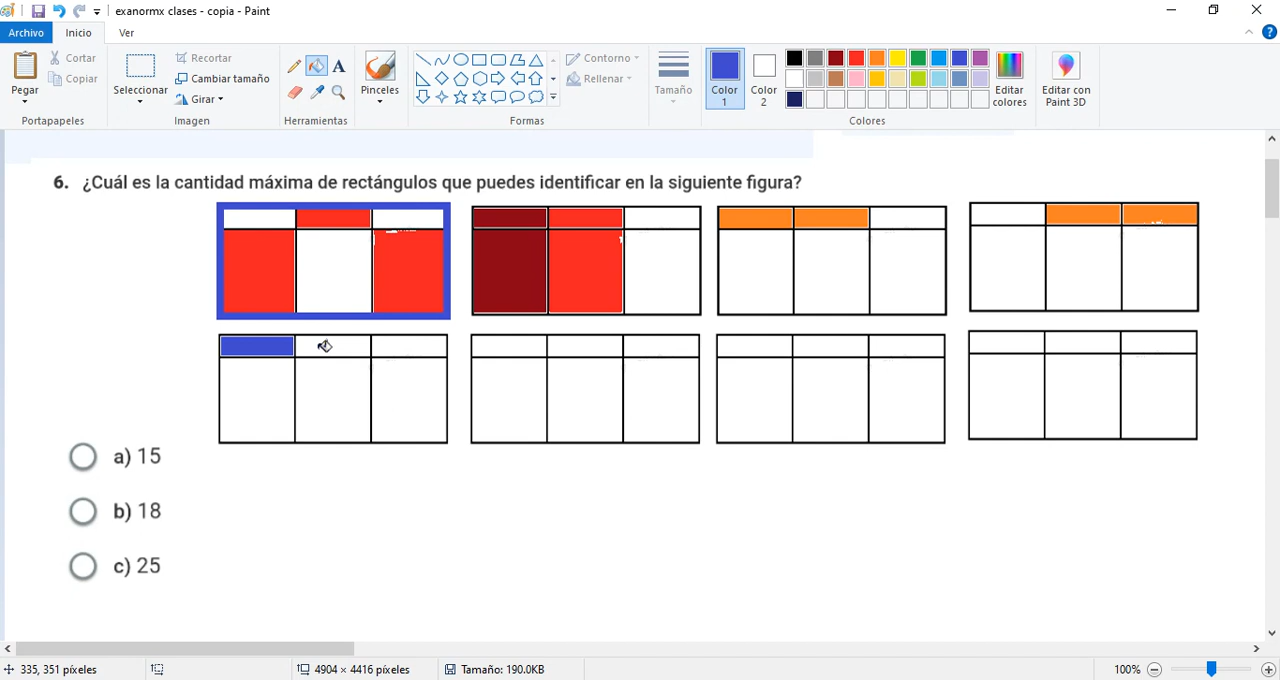 exanormx clases - copia - Paint
Archivo Inicio Ver
Pegar
Cortar
Copiar
Portapapeles
Seleccionar
Recortar
Cambiar tamaño
Girar
Imagen
A
Herramientas
Pinceles
Contorno
Rellenar
Formas
Tamaño
Color 1
Color 2
Editar colores
Colores
Editar con Paint 3D
6. ¿Cuál es la cantidad máxima de rectángulos que puedes identificar en la siguiente figura?
a) 15
b) 18
c) 25
335, 351 píxeles
4904 × 4416 píxeles
Tamaño: 190.0KB
100%